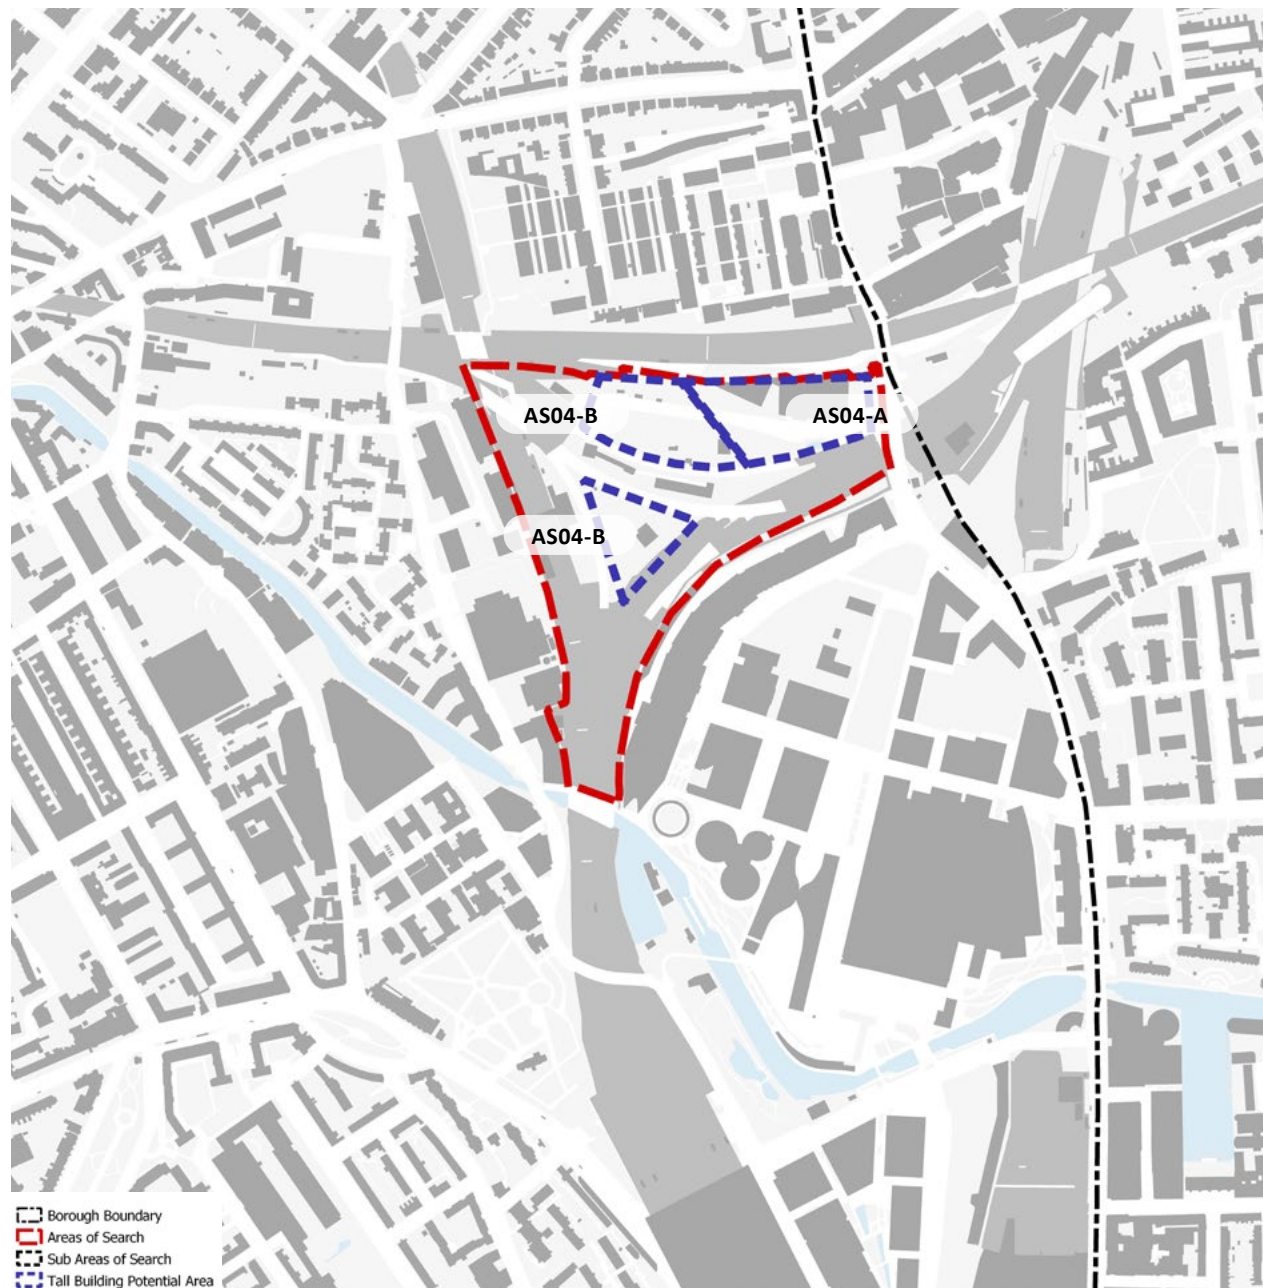 AS04-B
AS04-A
AS04-B
Borough Boundary
Areas of Search
Sub Areas of Search
Tall Building Potential Area